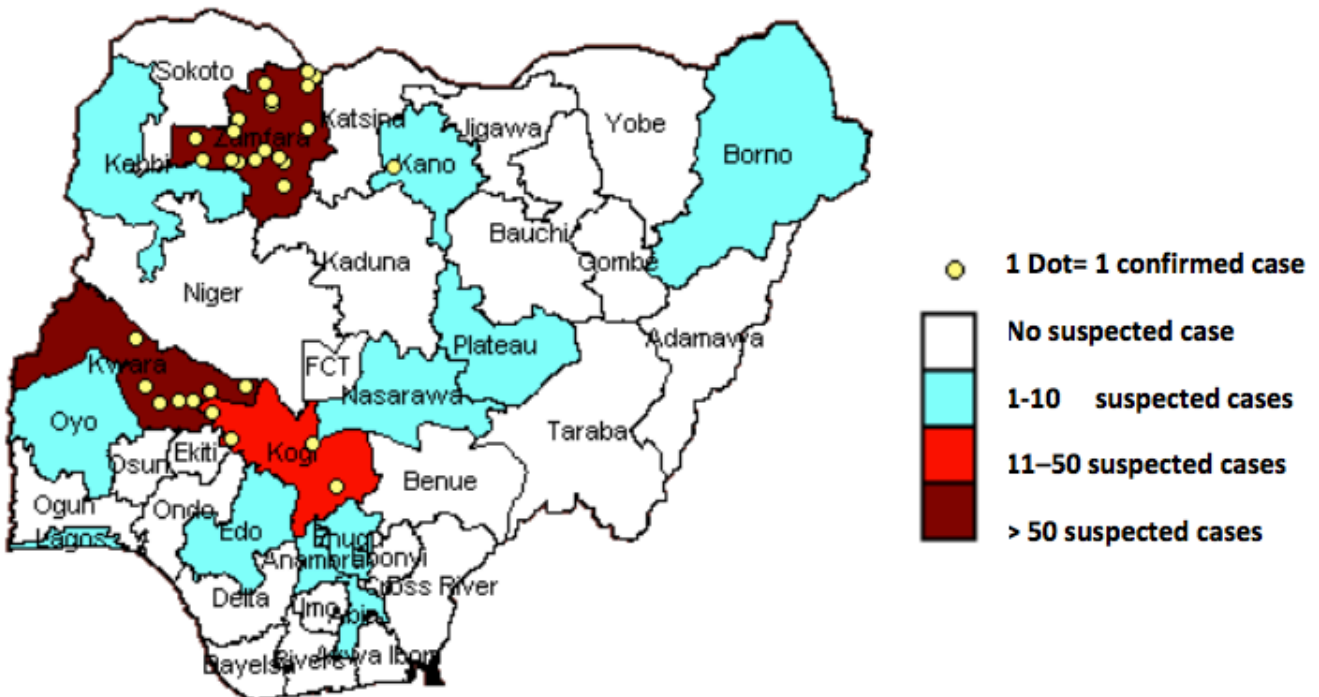 Sokoto
Katsina
Jigawa
Yobe
Zamfara
Borno
Kebbi
Kano
Bauchi
Gombe
Kaduna
Niger
Adamawa
Plateau
Kwara
FCT
Nasarawa
Oyo
Taraba
Ekiti
Kogi
Osun
Benue
Ogun
Ondo
Edo
Lagos
Enugu
Anambra
Ebonyi
Cross River
Delta
Imo
Abia
Bayelsa
Rivers
Akwa Ibom
1 Dot= 1 confirmed case
No suspected case
1-10 suspected cases
11–50 suspected cases
> 50 suspected cases